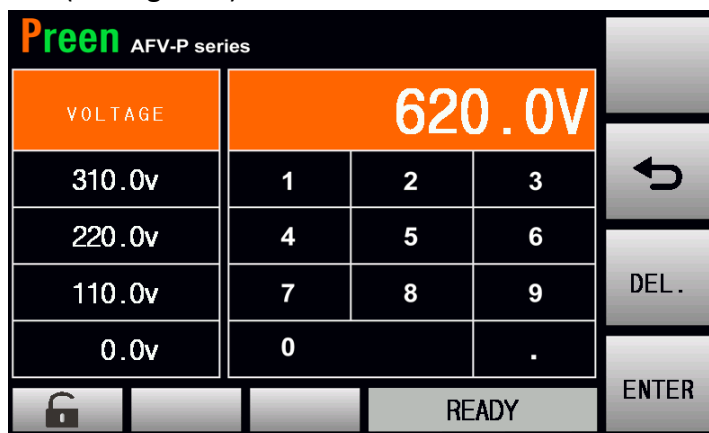 Preen AFV-P series
VOLTAGE 620.0V
310.0v 1 2 3
220.0v 4 5 6
110.0v 7 8 9 DEL.
0.0v 0 .
READY ENTER